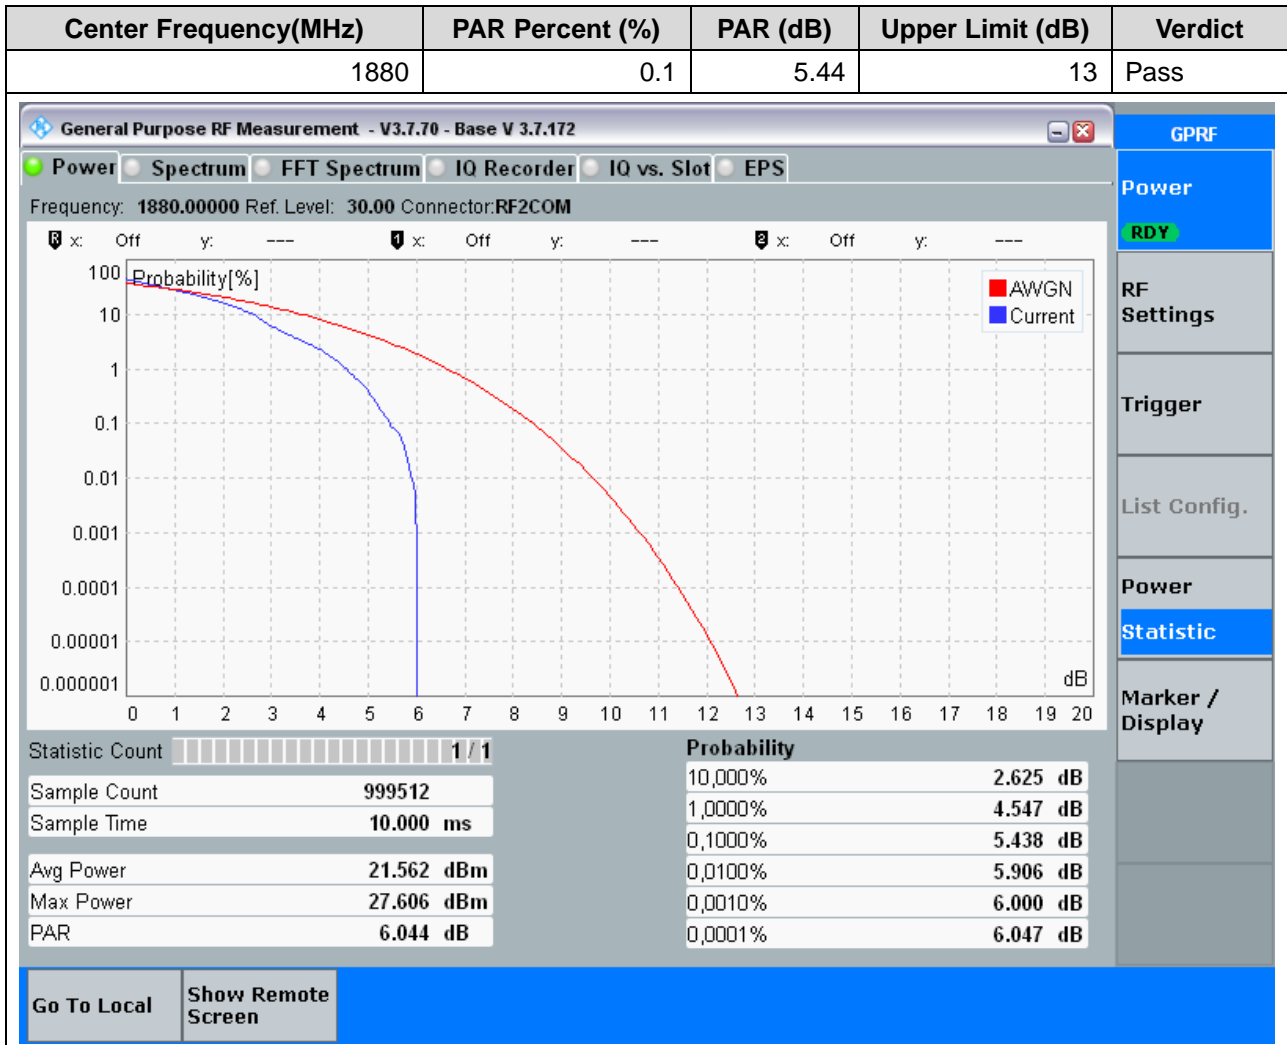 Center Frequency(MHz) PAR Percent (%) PAR (dB) Upper Limit (dB) Verdict
1880 0.1 5.44 13 Pass
General Purpose RF Measurement - V3.7.70 - Base V 3.7.172
GPRF
Power Spectrum FFT Spectrum IQ Recorder IQ vs. Slot EPS
Power
RDY
Frequency: 1880.00000 Ref. Level: 30.00 Connector:RF2COM
R x: Off y: --- 1 x: Off y: --- 2 x: Off y: ---
100 Probability[%]
AWGN
Current
10
1
0.1
0.01
0.001
0.0001
0.00001
0.000001
dB
0 1 2 3 4 5 6 7 8 9 10 11 12 13 14 15 16 17 18 19 20
RF
Settings
Trigger
List Config.
Power
Statistic
Marker /
Display
Statistic Count 1 / 1
Sample Count 999512
Sample Time 10.000 ms
Avg Power 21.562 dBm
Max Power 27.606 dBm
PAR 6.044 dB
Probability
10,000% 2.625 dB
1,0000% 4.547 dB
0,1000% 5.438 dB
0,0100% 5.906 dB
0,0010% 6.000 dB
0,0001% 6.047 dB
Go To Local
Show Remote
Screen